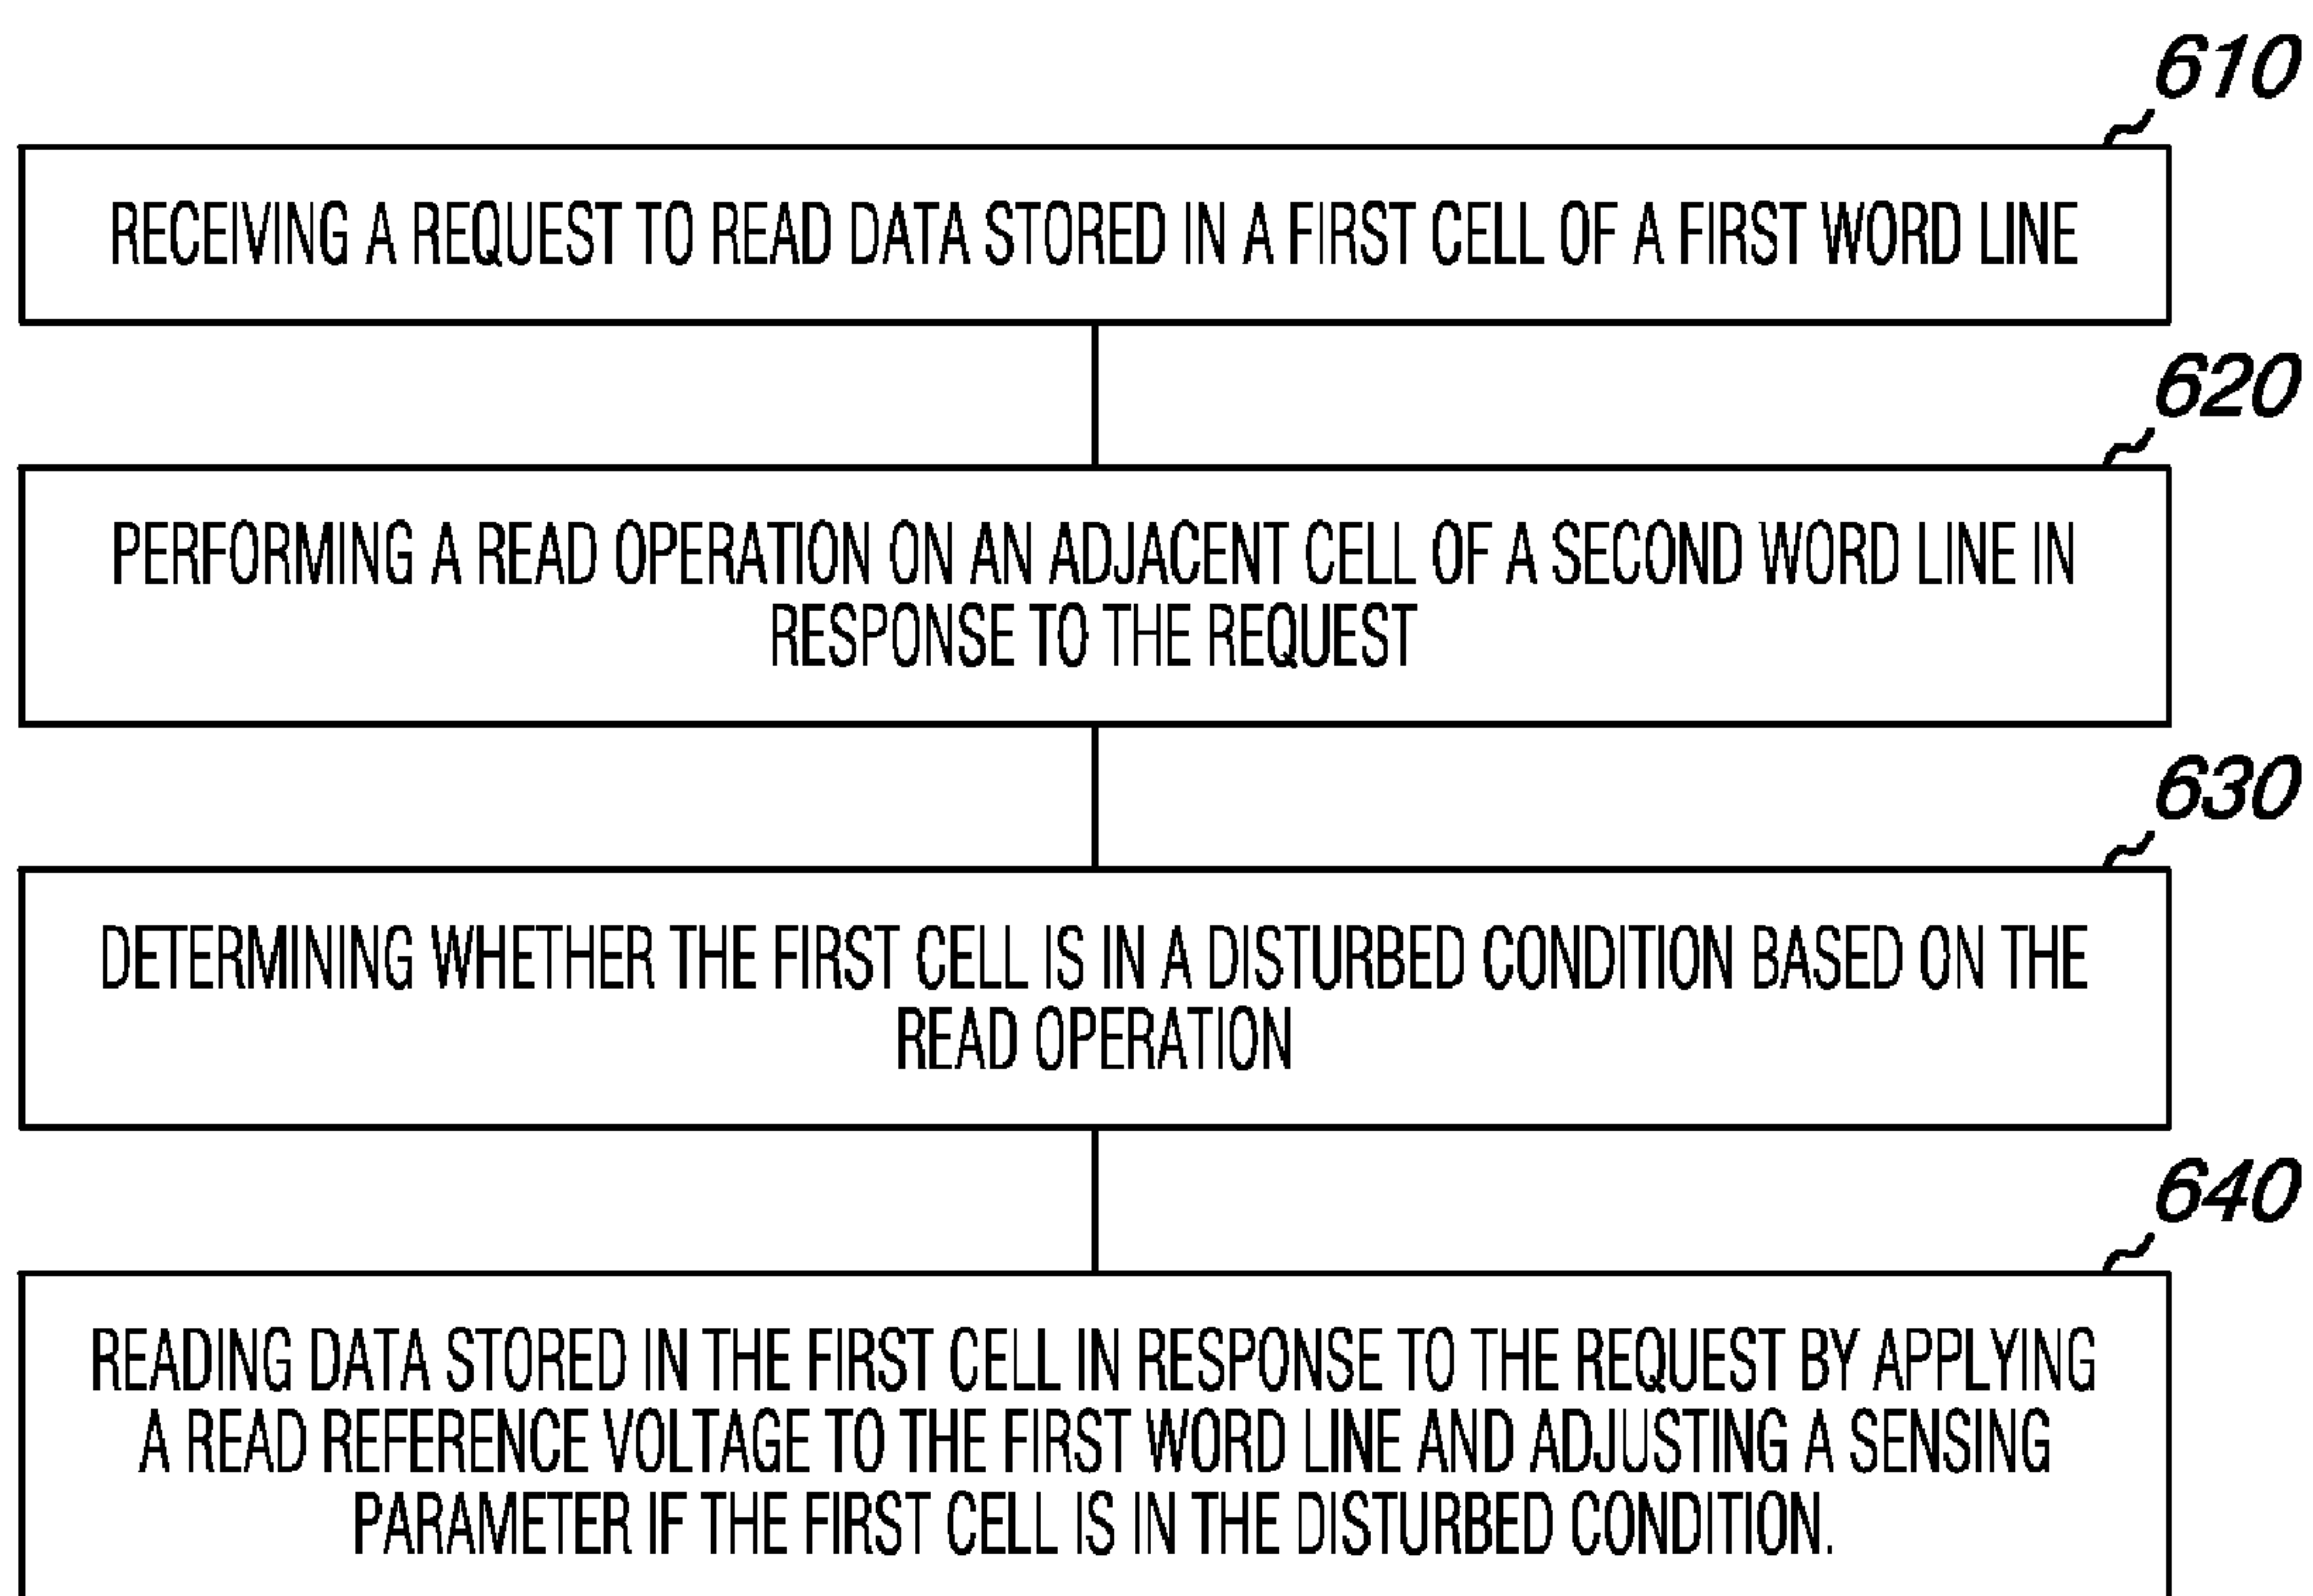 610
RECEIVING A REQUEST TO READ DATA STORED IN A FIRST CELL OF A FIRST WORD LINE
620
PERFORMING A READ OPERATION ON AN ADJACENT CELL OF A SECOND WORD LINE IN
RESPONSE TO THE REQUEST
630
DETERMINING WHETHER THE FIRST CELL IS IN A DISTURBED CONDITION BASED ON THE
READ OPERATION
640
READING DATA STORED IN THE FIRST CELL IN RESPONSE TO THE REQUEST BY APPLYING
A READ REFERENCE VOLTAGE TO THE FIRST WORD LINE AND ADJUSTING A SENSING
PARAMETER IF THE FIRST CELL IS IN THE DISTURBED CONDITION.